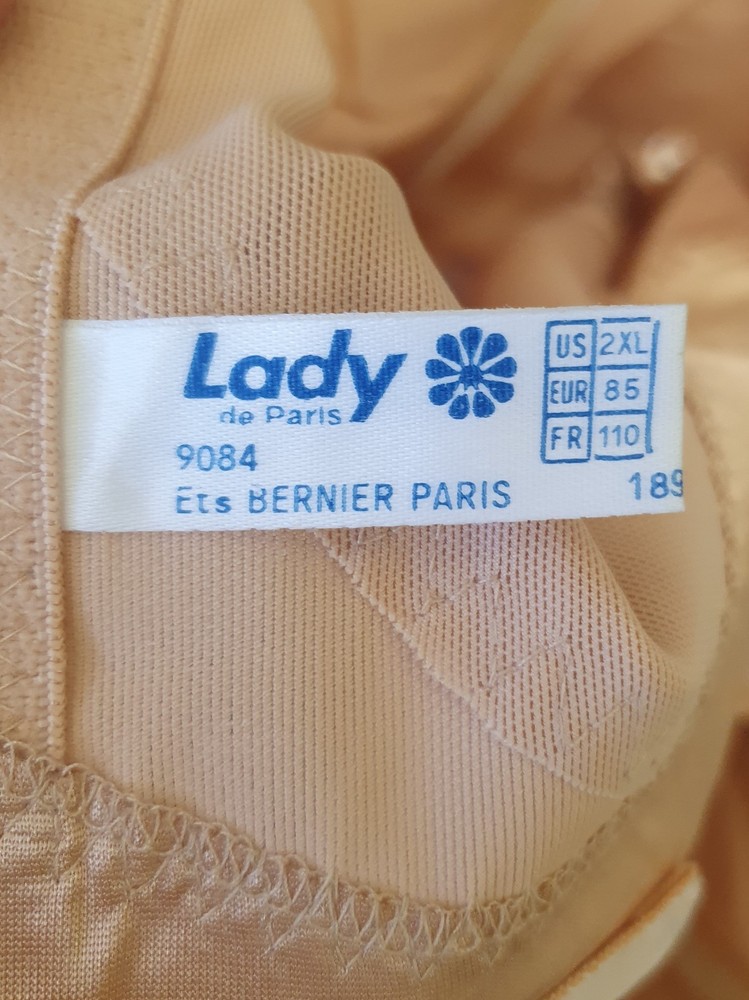 Lady
de Paris
9084
Ets BERNIER PARIS
US 2XL
EUR 85
FR 110
189